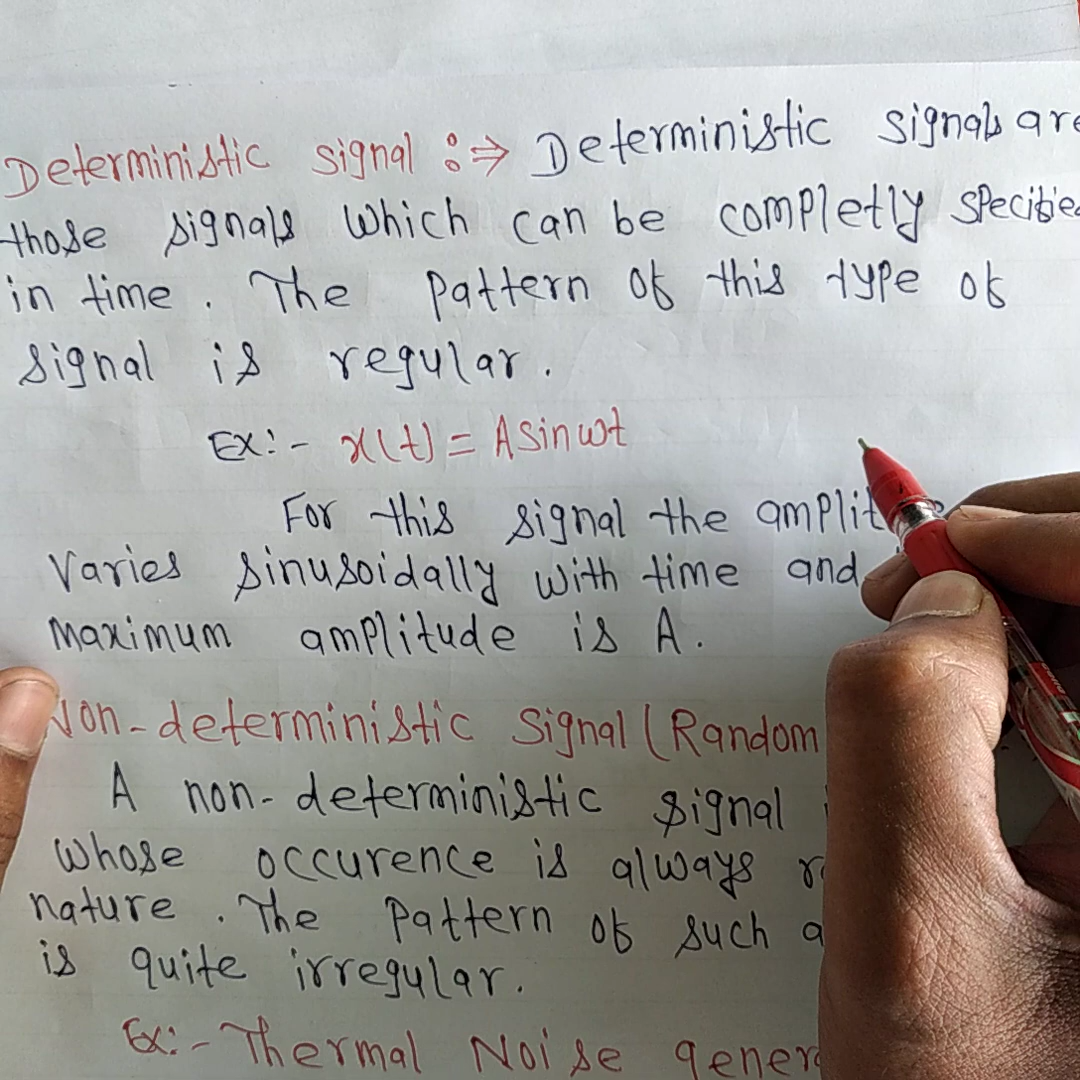 Deterministic signal :⇒ Deterministic signals are
those signals which can be completly specified
in time. The pattern of this type of
signal is regular.
Ex:- x(t) = A sin wt
For this signal the
varies sinusoidally with time and
maximum amplitude is A.
Non-deterministic signal (Random
A non-deterministic signal
whose occurence is always
nature. The pattern of such a
is quite irregular.
Ex:- Thermal Noise